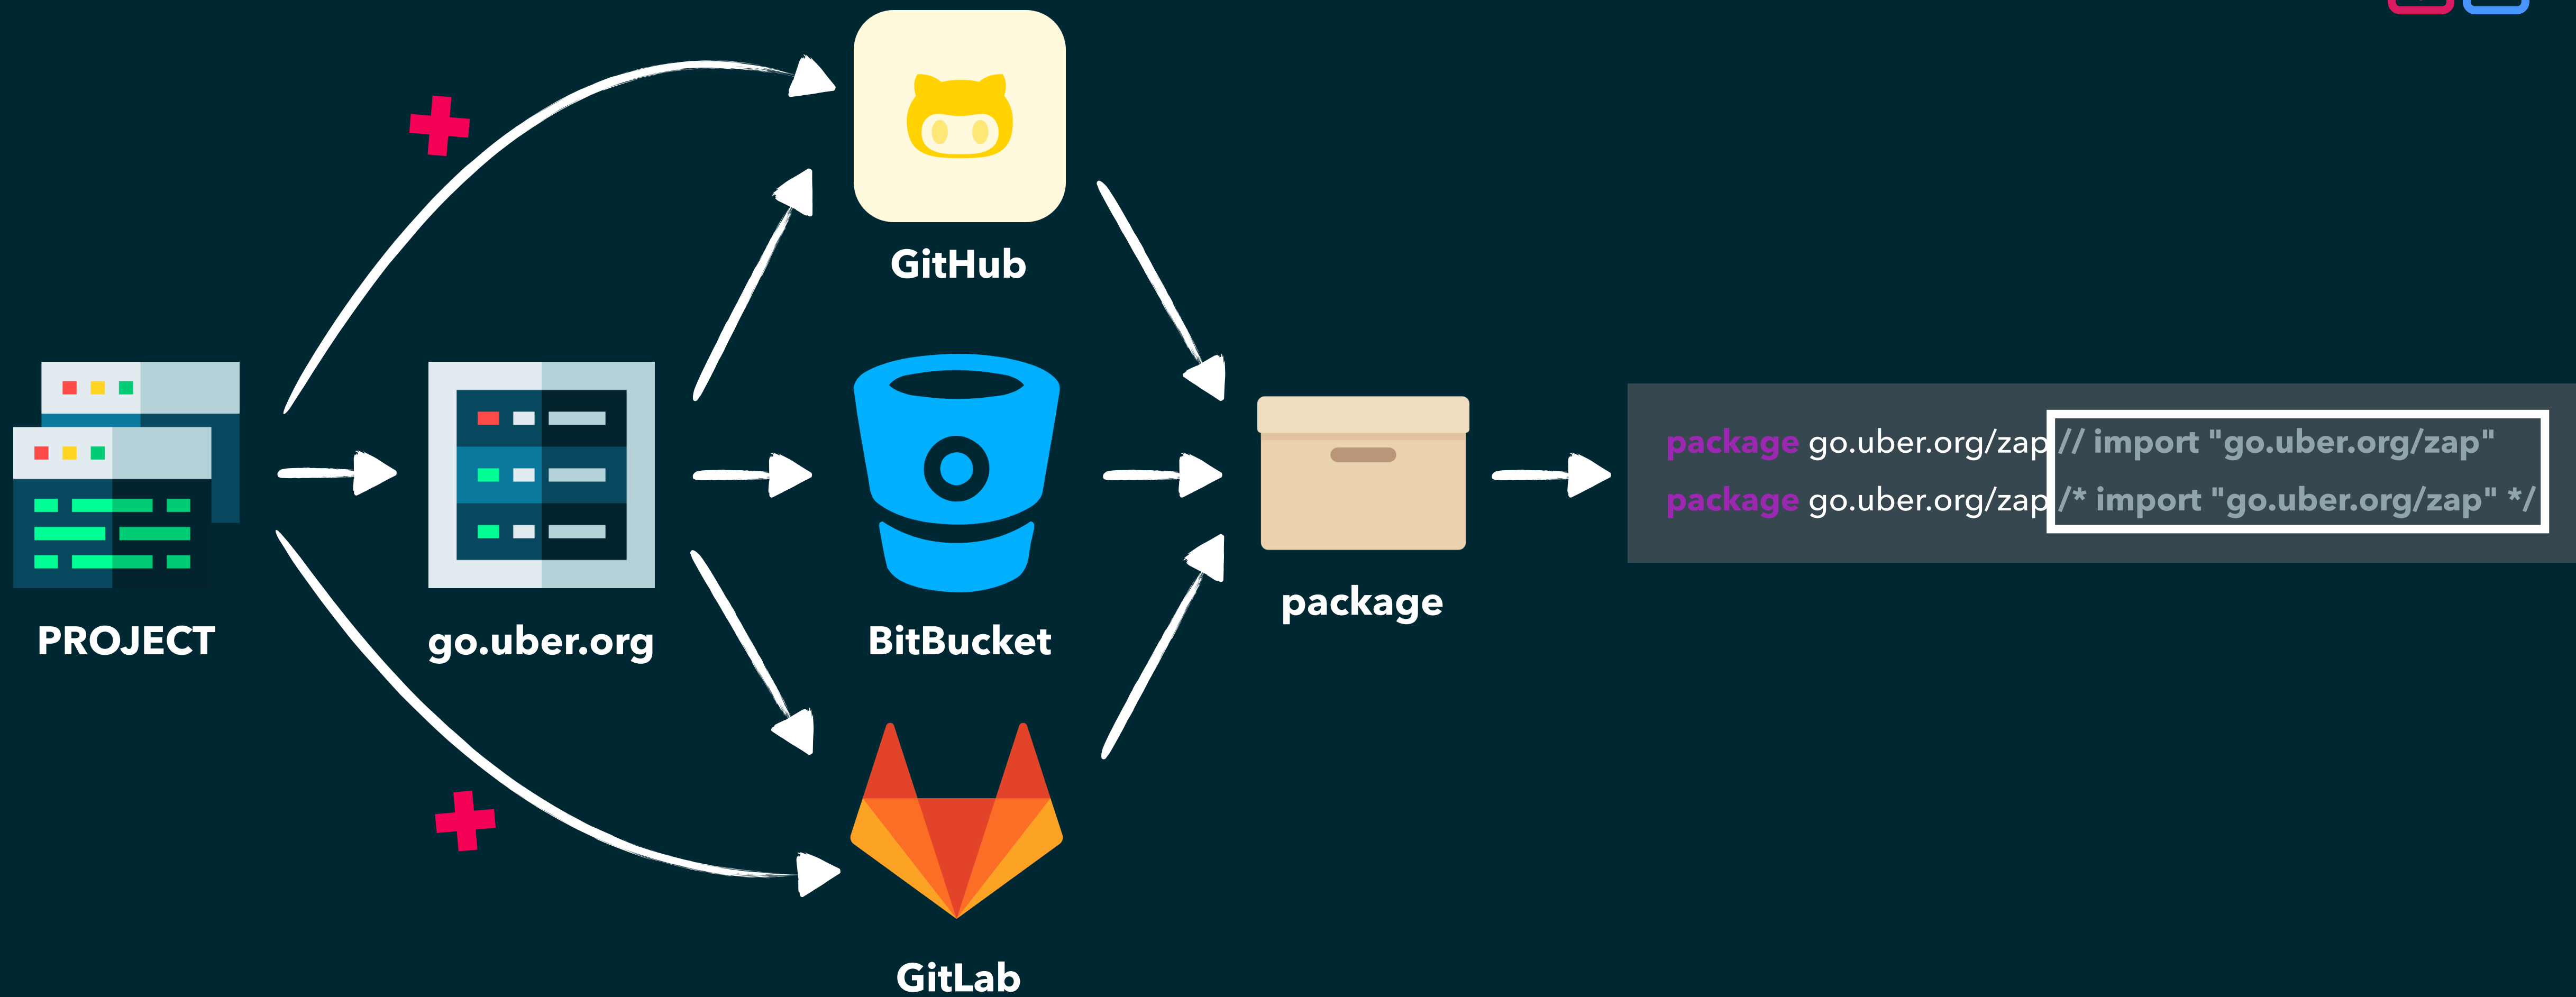 GitHub
package go.uber.org/zap // import "go.uber.org/zap"
package go.uber.org/zap /* import "go.uber.org/zap" */
package
PROJECT
go.uber.org
BitBucket
GitLab